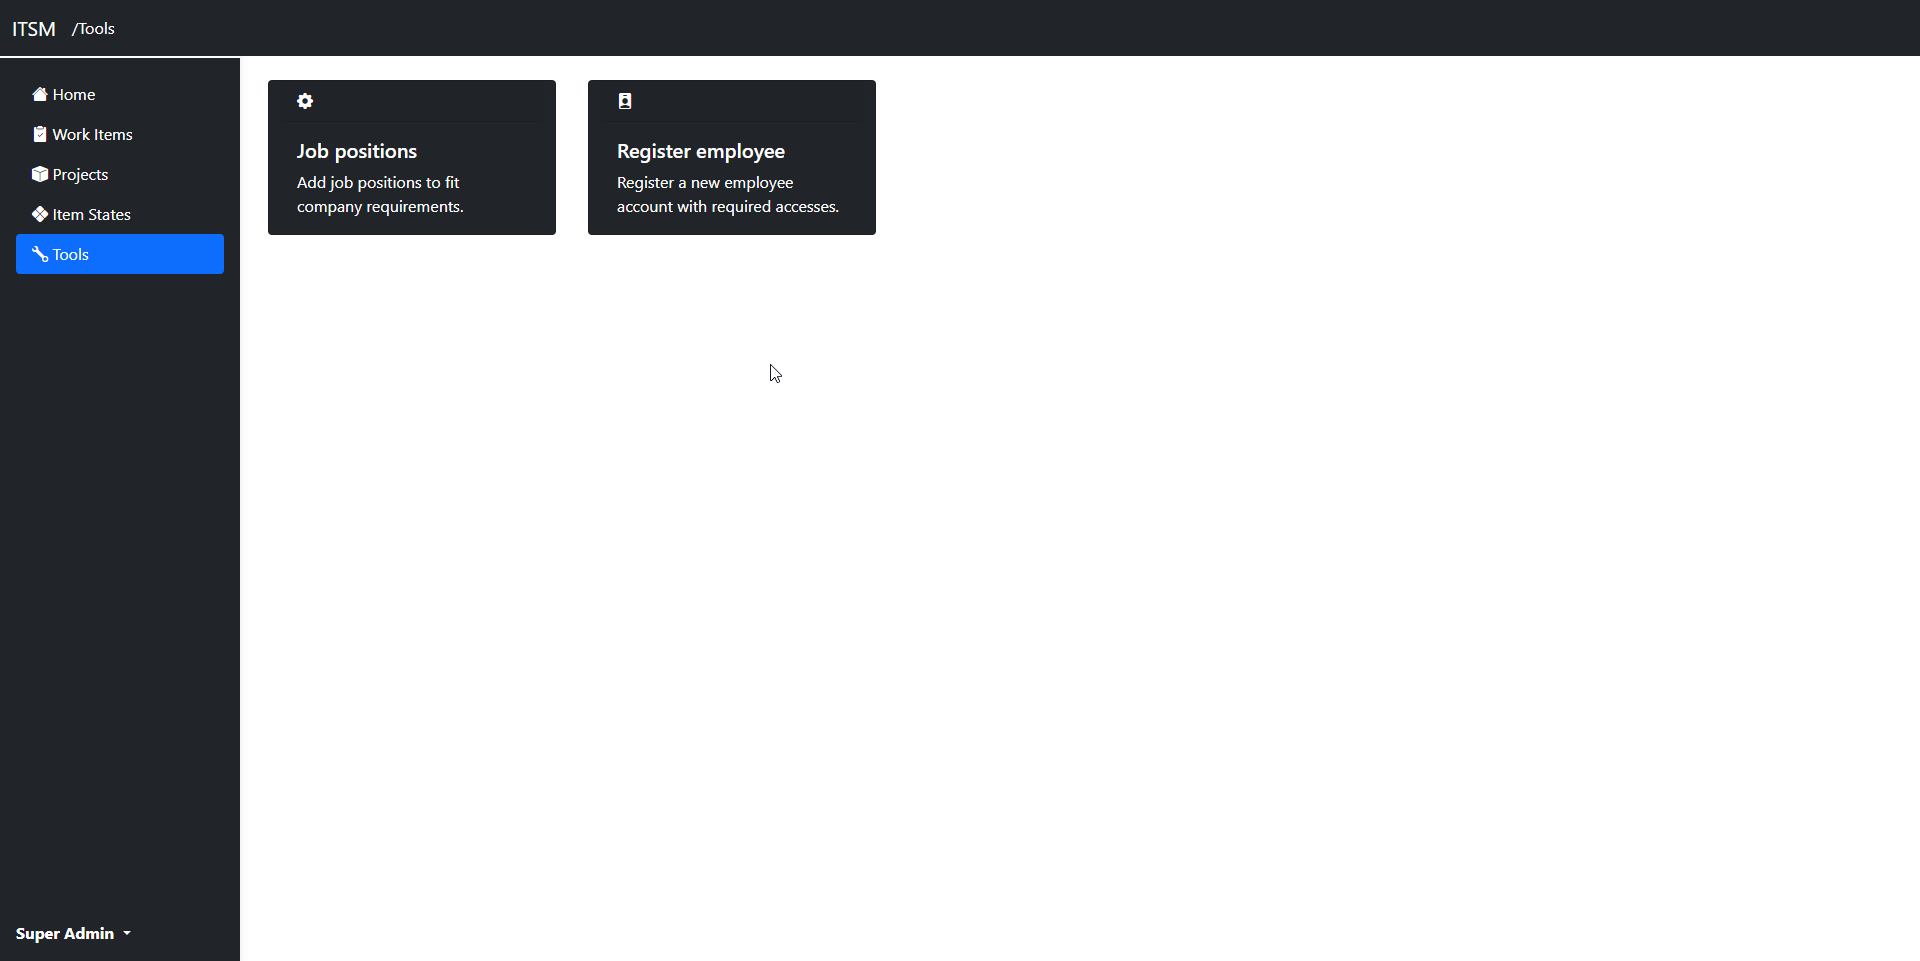 ITSM /Tools
Home
Work Items
Projects
Item States
Tools
Job positions
Add job positions to fit
company requirements.
Register employee
Register a new employee
account with required accesses.
Super Admin